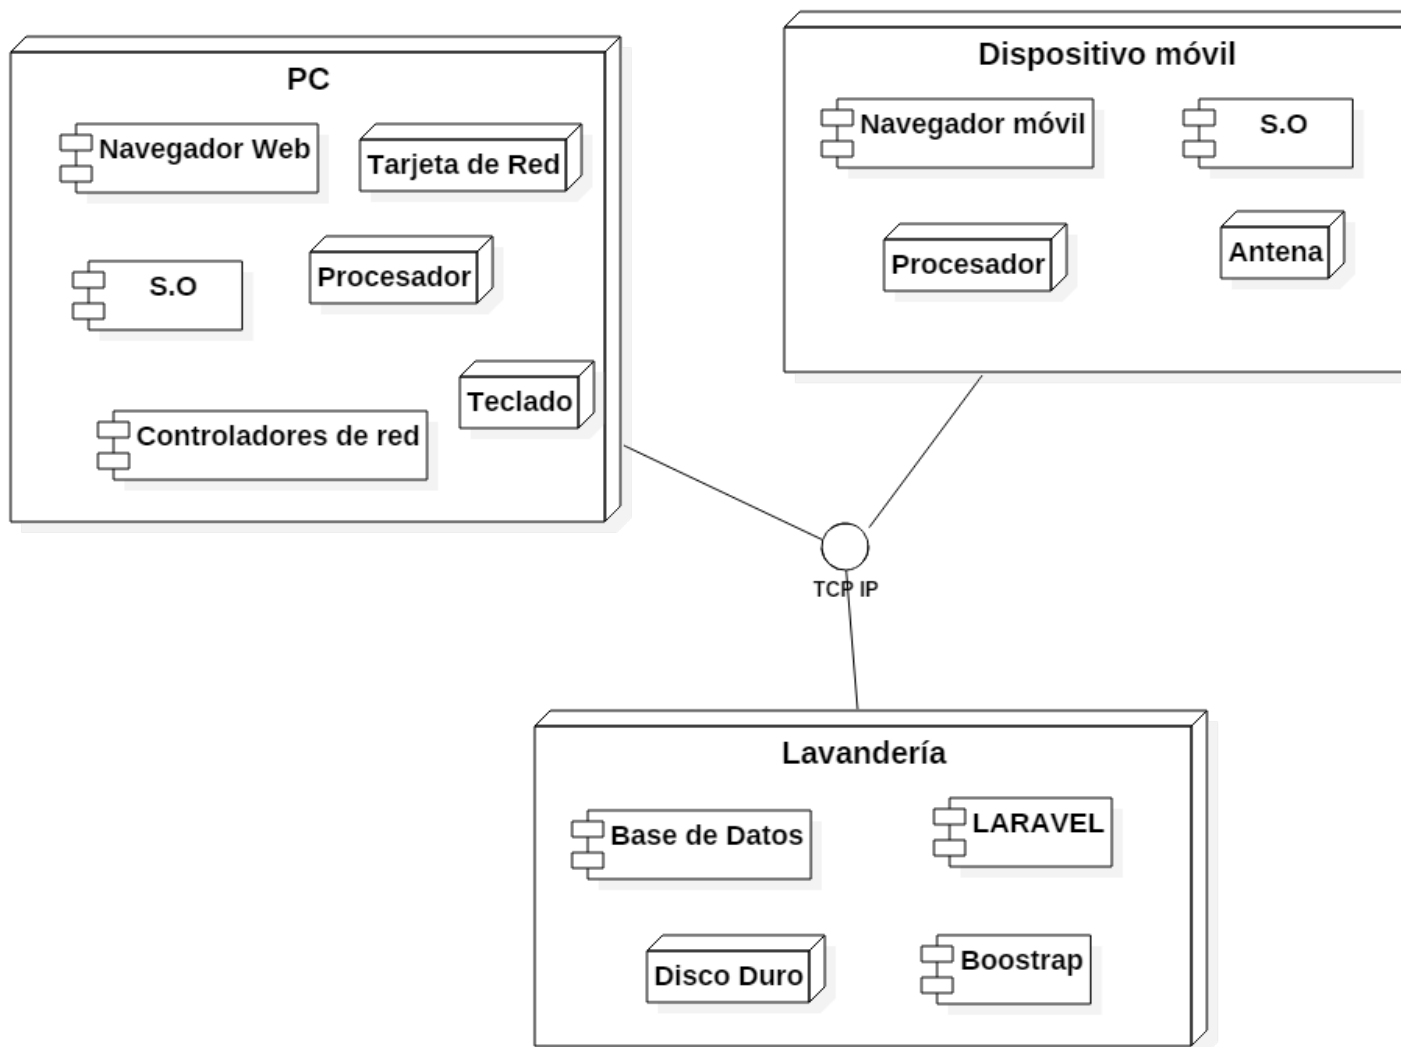 PC
Navegador Web
Tarjeta de Red
S.O
Procesador
Teclado
Controladores de red
Dispositivo móvil
Navegador móvil
S.O
Procesador
Antena
TCP IP
Lavandería
Base de Datos
LARAVEL
Disco Duro
Boostrap